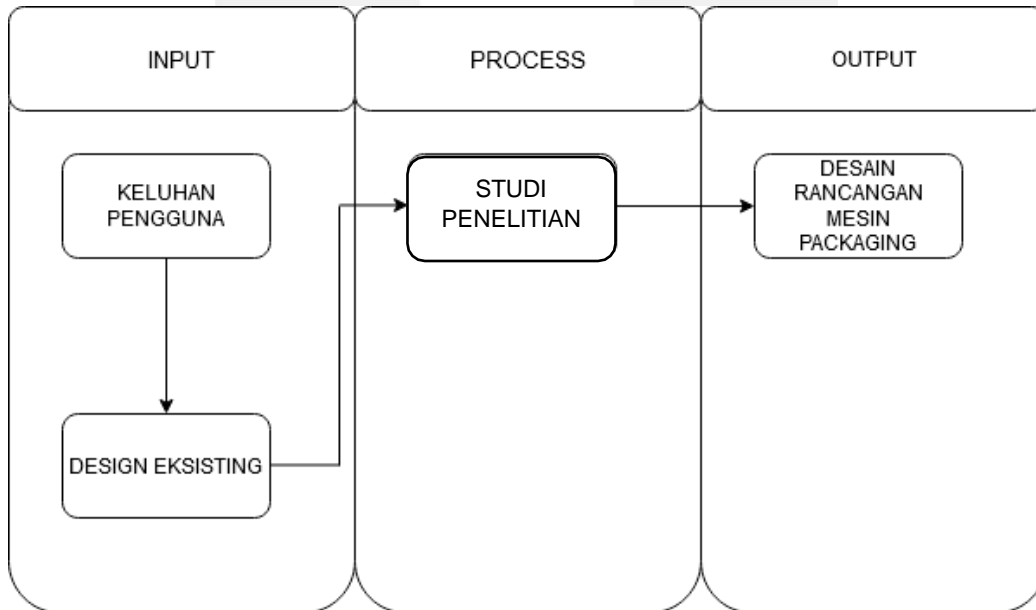 INPUT
PROCESS
OUTPUT
KELUHAN
PENGGUNA
DESIGN EKSISTING
STUDI
PENELITIAN
DESAIN
RANCANGAN
MESIN
PACKAGING